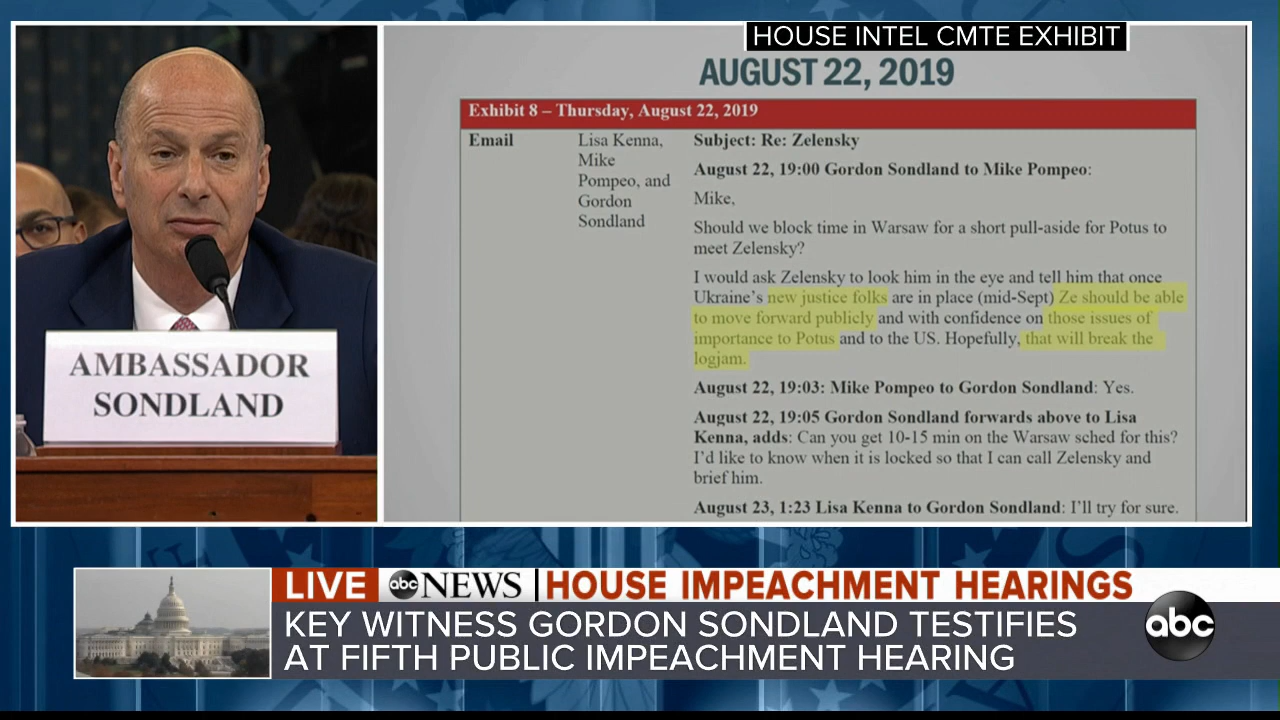 HOUSE INTEL CMTE EXHIBIT
AUGUST 22, 2019
Exhibit 8 – Thursday, August 22, 2019
Email
Lisa Kenna,
Mike
Pompeo, and
Gordon
Sondland
Subject: Re: Zelensky
August 22, 19:00 Gordon Sondland to Mike Pompeo:
Mike,
Should we block time in Warsaw for a short pull-aside for Potus to
meet Zelensky?
I would ask Zelensky to look him in the eye and tell him that once
Ukraine's new justice folks are in place (mid-Sept) Ze should be able
to move forward publicly and with confidence on those issues of
importance to Potus and to the US. Hopefully, that will break the
logjam.
August 22, 19:03: Mike Pompeo to Gordon Sondland: Yes.
August 22, 19:05 Gordon Sondland forwards above to Lisa
Kenna, adds: Can you get 10-15 min on the Warsaw sched for this?
I'd like to know when it is locked so that I can call Zelensky and
brief him.
August 23, 1:23 Lisa Kenna to Gordon Sondland: I'll try for sure.
AMBASSADOR
SONDLAND
LIVE abc NEWS HOUSE IMPEACHMENT HEARINGS
KEY WITNESS GORDON SONDLAND TESTIFIES
AT FIFTH PUBLIC IMPEACHMENT HEARING
abc